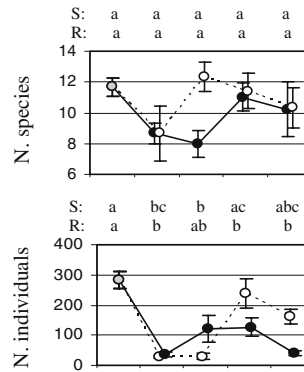 S: a a a a a
R: a a a a a
14
12
10
8
6
N. species
S: a bc b ac abc
R: a b ab b b
400
300
200
100
0
N. individuals